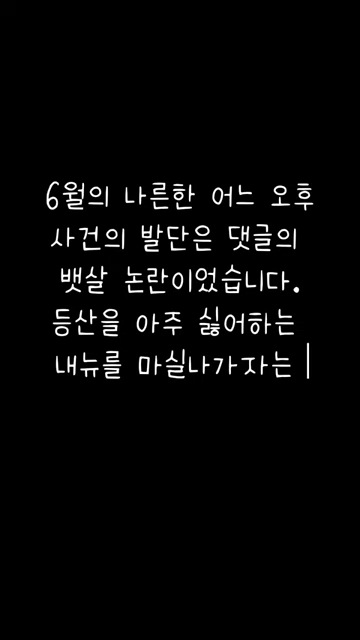 6월의 나른한 어느 오후
사건의 발단은 댓글의
뱃살 논란이었습니다.
등산을 아주 싫어하는
내뉴를 마실나가자는